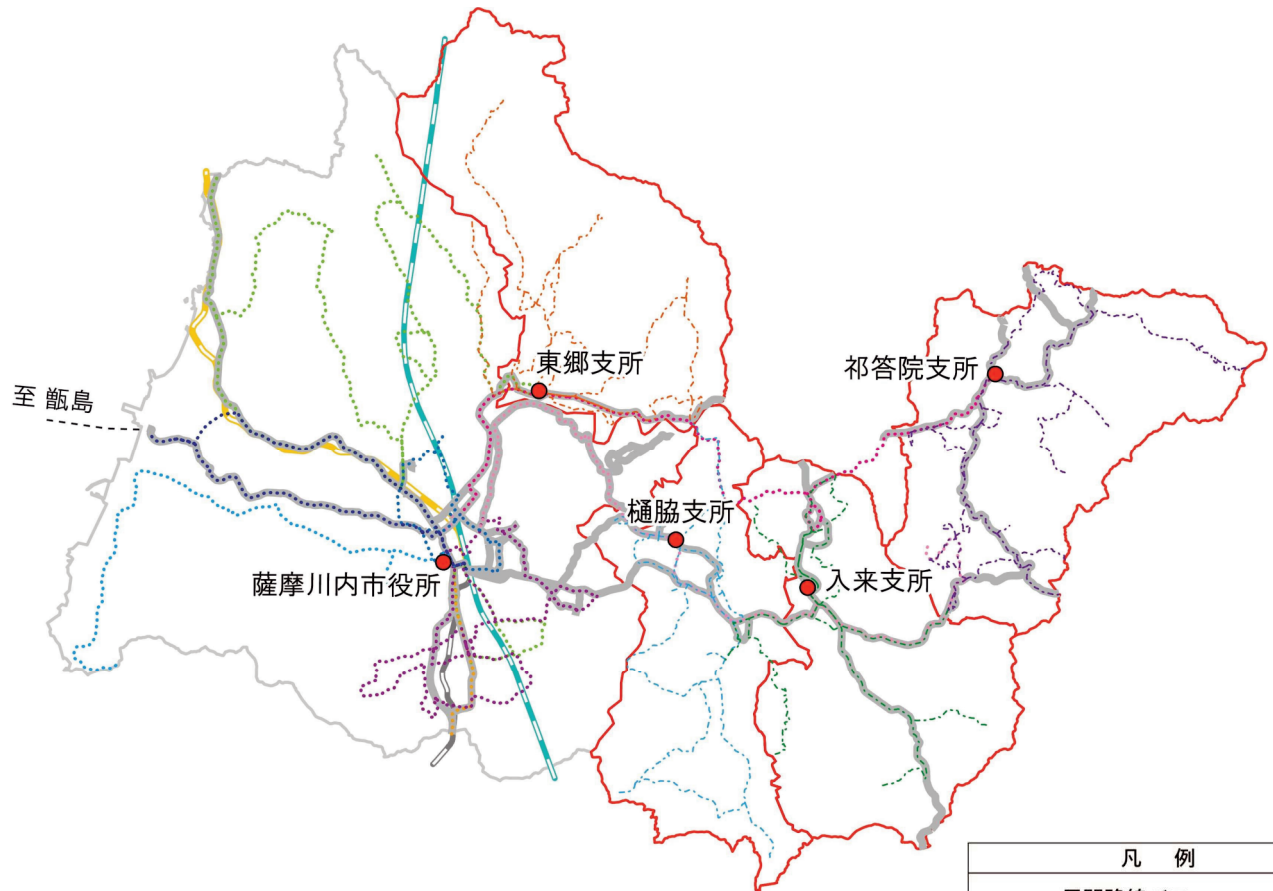 東郷支所
祁答院支所
至 甑島
樋脇支所
薩摩川内市役所
入来支所
凡 例